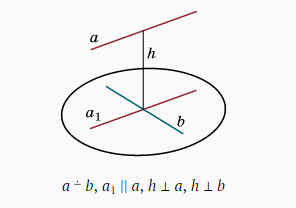 a
h
a₁
b
a ∸ b, a₁ || a, h ⊥ a, h ⊥ b